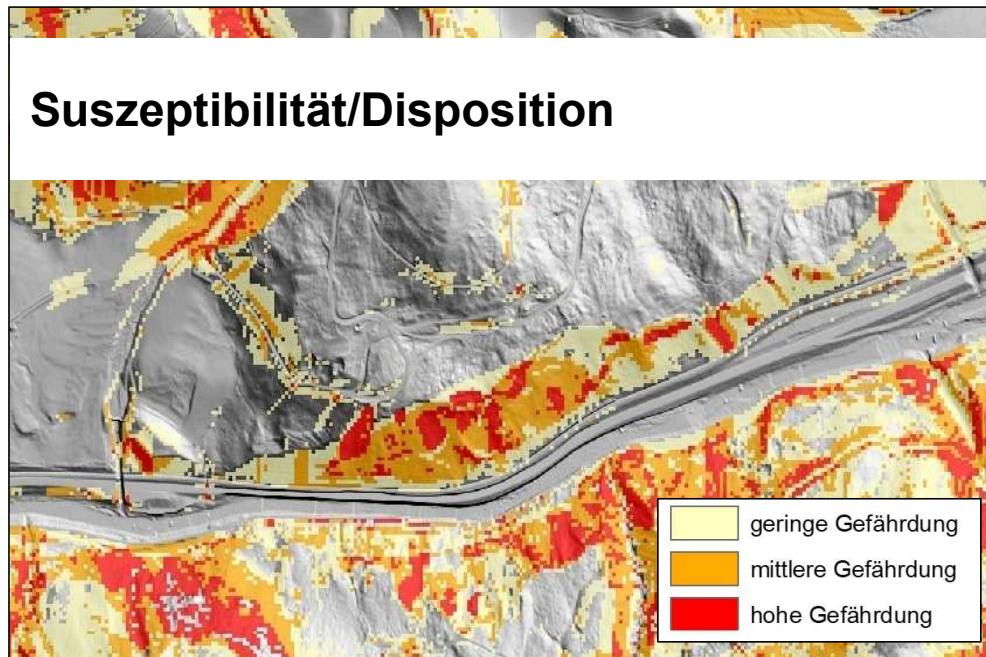 Suszeptibilität/Disposition
geringe Gefährdung
mittlere Gefährdung
hohe Gefährdung